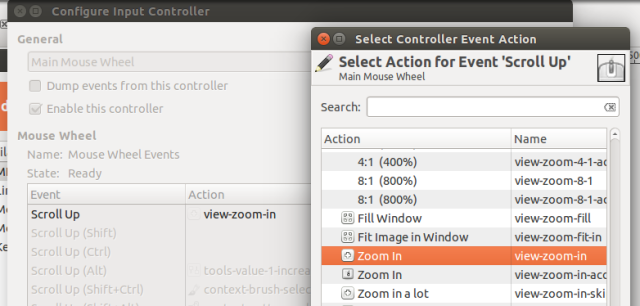 Configure Input Controller
General
Main Mouse Wheel
Dump events from this controller
Enable this controller
Mouse Wheel
Name: Mouse Wheel Events
State: Ready
Event Action
Scroll Up view-zoom-in
Scroll Up (Shift)
Scroll Up (Ctrl)
Scroll Up (Alt) tools-value-1-increa
Scroll Up (Shift+Ctrl) context-brush-selec
Select Controller Event Action
Select Action for Event 'Scroll Up'
Main Mouse Wheel
Search:
Action Name
4:1 (400%) view-zoom-4-1-ac
8:1 (800%) view-zoom-8-1
8:1 (800%) view-zoom-8-1-ac
Fill Window view-zoom-fill
Fit Image in Window view-zoom-fit-in
Zoom In view-zoom-in
Zoom In view-zoom-in-acc
Zoom in a lot view-zoom-in-ski